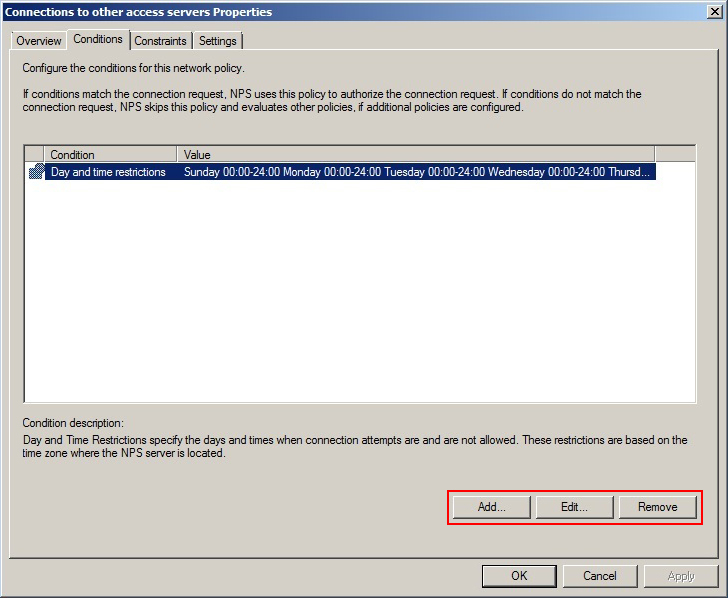 Connections to other access servers Properties
Overview Conditions Constraints Settings
Configure the conditions for this network policy.
If conditions match the connection request, NPS uses this policy to authorize the connection request. If conditions do not match the
connection request, NPS skips this policy and evaluates other policies, if additional policies are configured.
Condition Value
Day and time restrictions Sunday 00:00-24:00 Monday 00:00-24:00 Tuesday 00:00-24:00 Wednesday 00:00-24:00 Thursd...
Condition description:
Day and Time Restrictions specify the days and times when connection attempts are and are not allowed. These restrictions are based on the
time zone where the NPS server is located.
Add... Edit... Remove
OK Cancel Apply